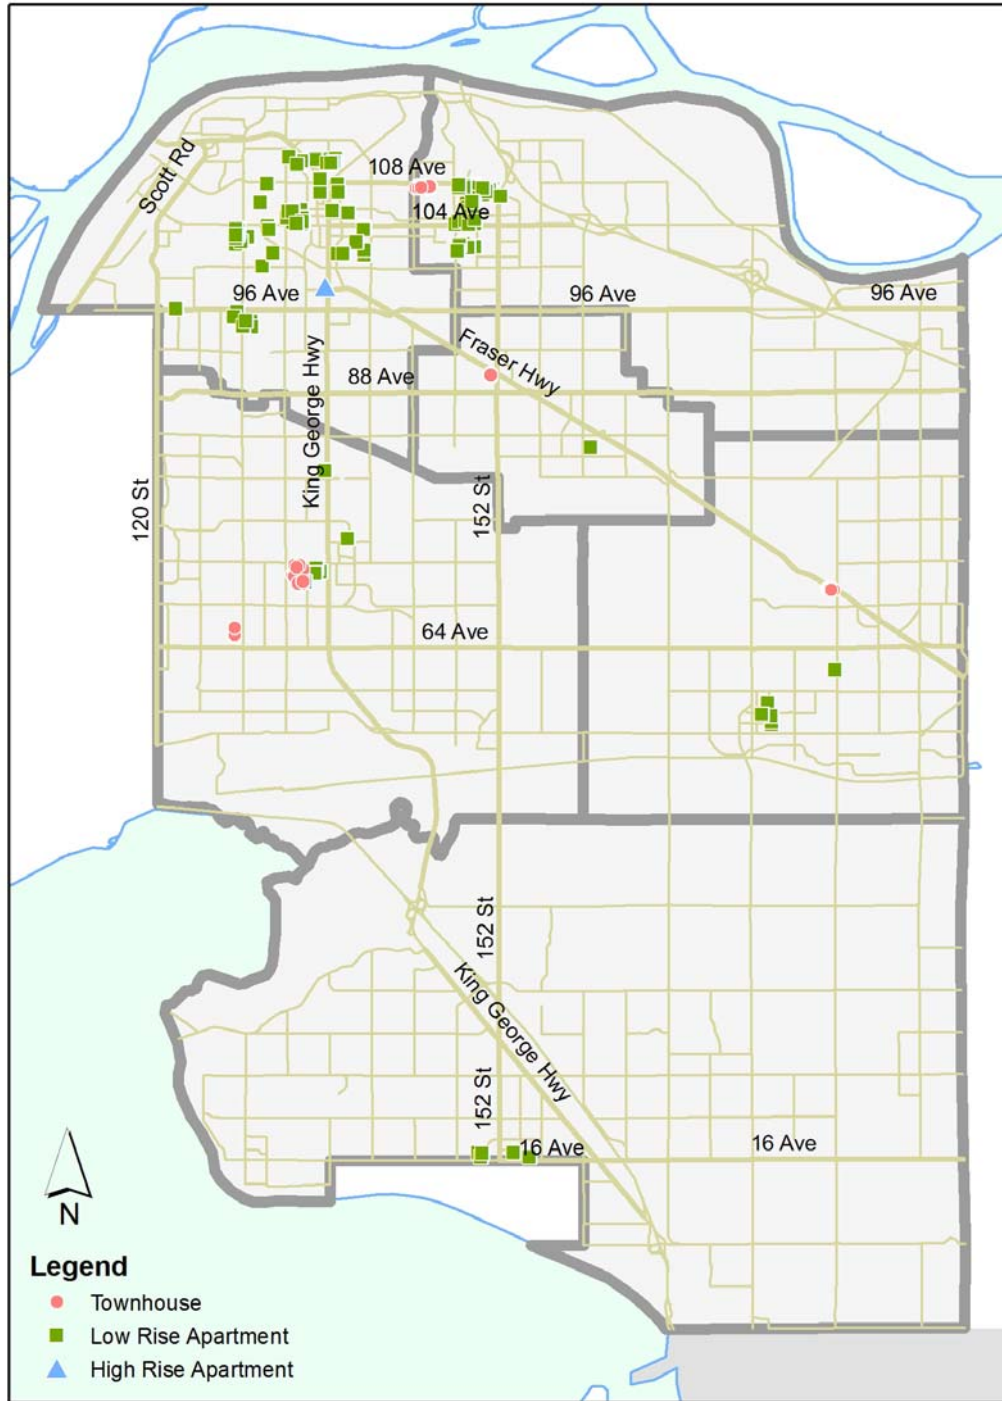 Scott Rd
108 Ave
104 Ave
96 Ave
96 Ave
96 Ave
King George Hwy
Fraser Hwy
88 Ave
120 St
152 St
64 Ave
152 St
King George Hwy
152 St
16 Ave
16 Ave
N
Legend
Townhouse
Low Rise Apartment
High Rise Apartment